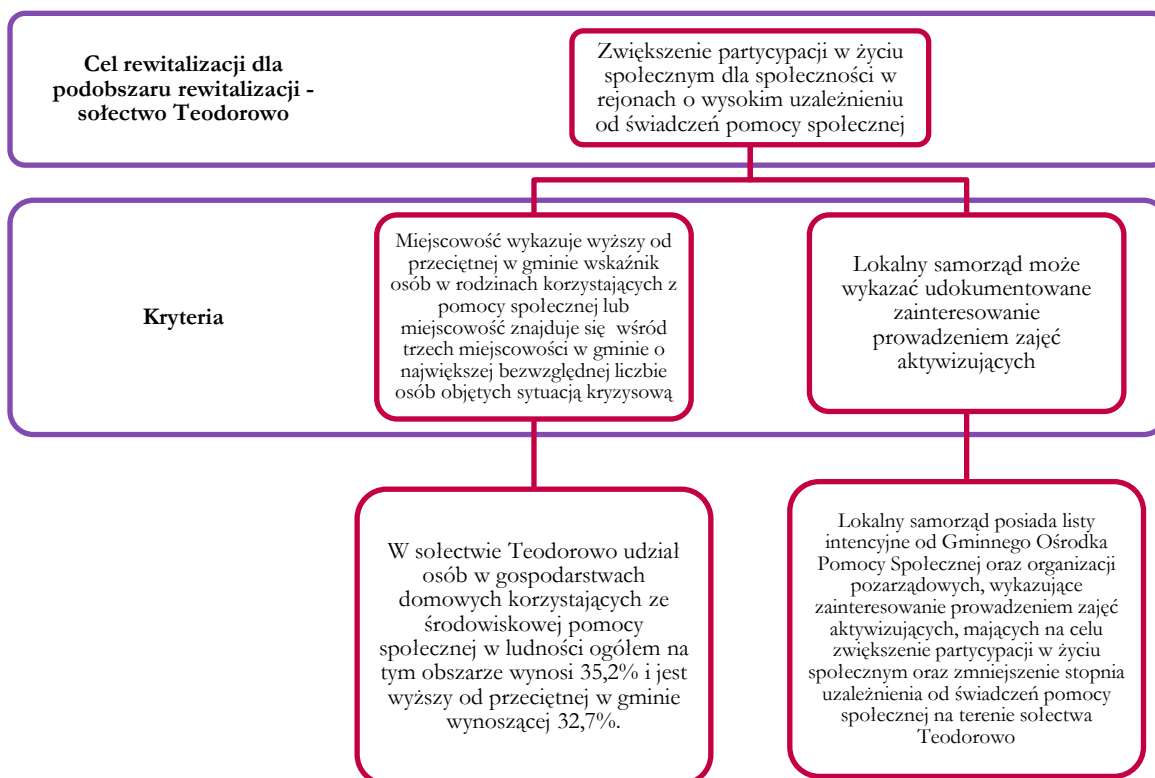 Cel rewitalizacji dla
podobszaru rewitalizacji -
sołectwo Teodorowo
Zwiększenie partycypacji w życiu
społecznym dla społeczności w
rejonach o wysokim uzależnieniu
od świadczeń pomocy społecznej
Kryteria
Miejscowość wykazuje wyższy od
przeciętnej w gminie wskaźnik
osób w rodzinach korzystających z
pomocy społecznej lub
miejscowość znajduje się wśród
trzech miejscowości w gminie o
największej bezwzględnej liczbie
osób objętych sytuacją kryzysową
Lokalny samorząd może
wykazać udokumentowane
zainteresowanie
prowadzeniem zajęć
aktywizujących
W sołectwie Teodorowo udział
osób w gospodarstwach
domowych korzystających ze
środowiskowej pomocy
społecznej w ludności ogółem na
tym obszarze wynosi 35,2% i jest
wyższy od przeciętnej w gminie
wynoszącej 32,7%.
Lokalny samorząd posiada listy
intencyjne od Gminnego Ośrodka
Pomocy Społecznej oraz organizacji
pozarządowych, wykazujące
zainteresowanie prowadzeniem zajęć
aktywizujących, mających na celu
zwiększenie partycypacji w życiu
społecznym oraz zmniejszenie stopnia
uzależnienia od świadczeń pomocy
społecznej na terenie sołectwa
Teodorowo